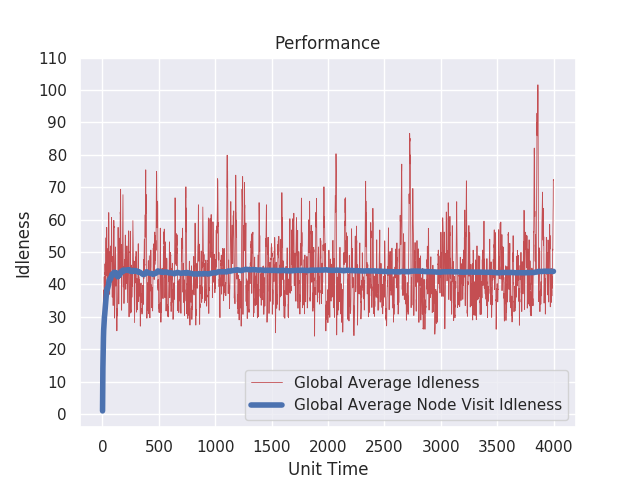 Performance
110
100
90
80
70
60
50
40
30
20
10
0
Idleness
Global Average Idleness
Global Average Node Visit Idleness
0 500 1000 1500 2000 2500 3000 3500 4000
Unit Time